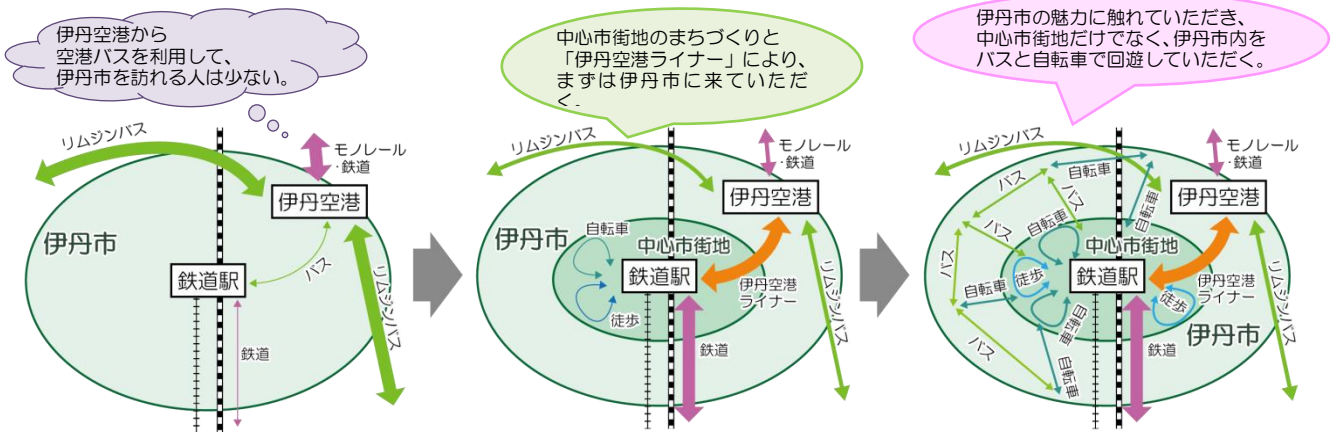 伊丹空港から
空港バスを利用して、
伊丹市を訪れる人は少ない。
リムジンバス
モノレール
・鉄道
伊丹空港
伊丹市
バス
鉄道駅
リムジンバス
鉄道
中心市街地のまちづくりと
「伊丹空港ライナー」により、
まずは伊丹市に来ていただ
く。
リムジンバス
モノレール
・鉄道
伊丹空港
伊丹市
自転車
中心市街地
鉄道駅
伊丹空港
ライナー
徒歩
リムジンバス
鉄道
伊丹市の魅力に触れていただき、
中心市街地だけでなく、伊丹市内を
バスと自転車で回遊していただく。
リムジンバス
モノレール
・鉄道
自転車
バス
バス
自転車
伊丹空港
自転車
バス
中心市街地
バス
徒歩
鉄道駅
伊丹空港
ライナー
自転車
徒歩
リムジンバス
自転車
伊丹市
バス
自転車
鉄道